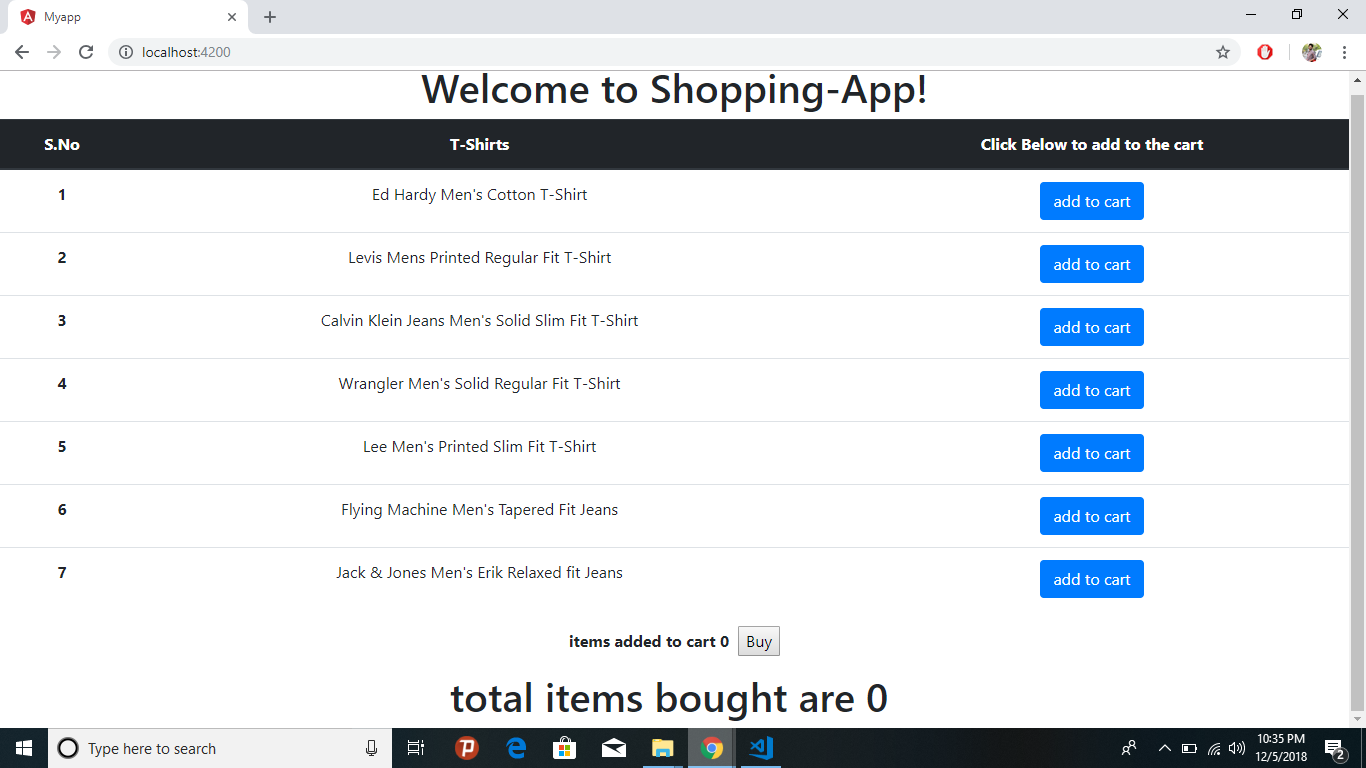 Myapp
localhost:4200
Welcome to Shopping-App!
S.No T-Shirts Click Below to add to the cart
1 Ed Hardy Men's Cotton T-Shirt add to cart
2 Levis Mens Printed Regular Fit T-Shirt add to cart
3 Calvin Klein Jeans Men's Solid Slim Fit T-Shirt add to cart
4 Wrangler Men's Solid Regular Fit T-Shirt add to cart
5 Lee Men's Printed Slim Fit T-Shirt add to cart
6 Flying Machine Men's Tapered Fit Jeans add to cart
7 Jack & Jones Men's Erik Relaxed fit Jeans add to cart
items added to cart 0 Buy
total items bought are 0
Type here to search
10:35 PM
12/5/2018
2